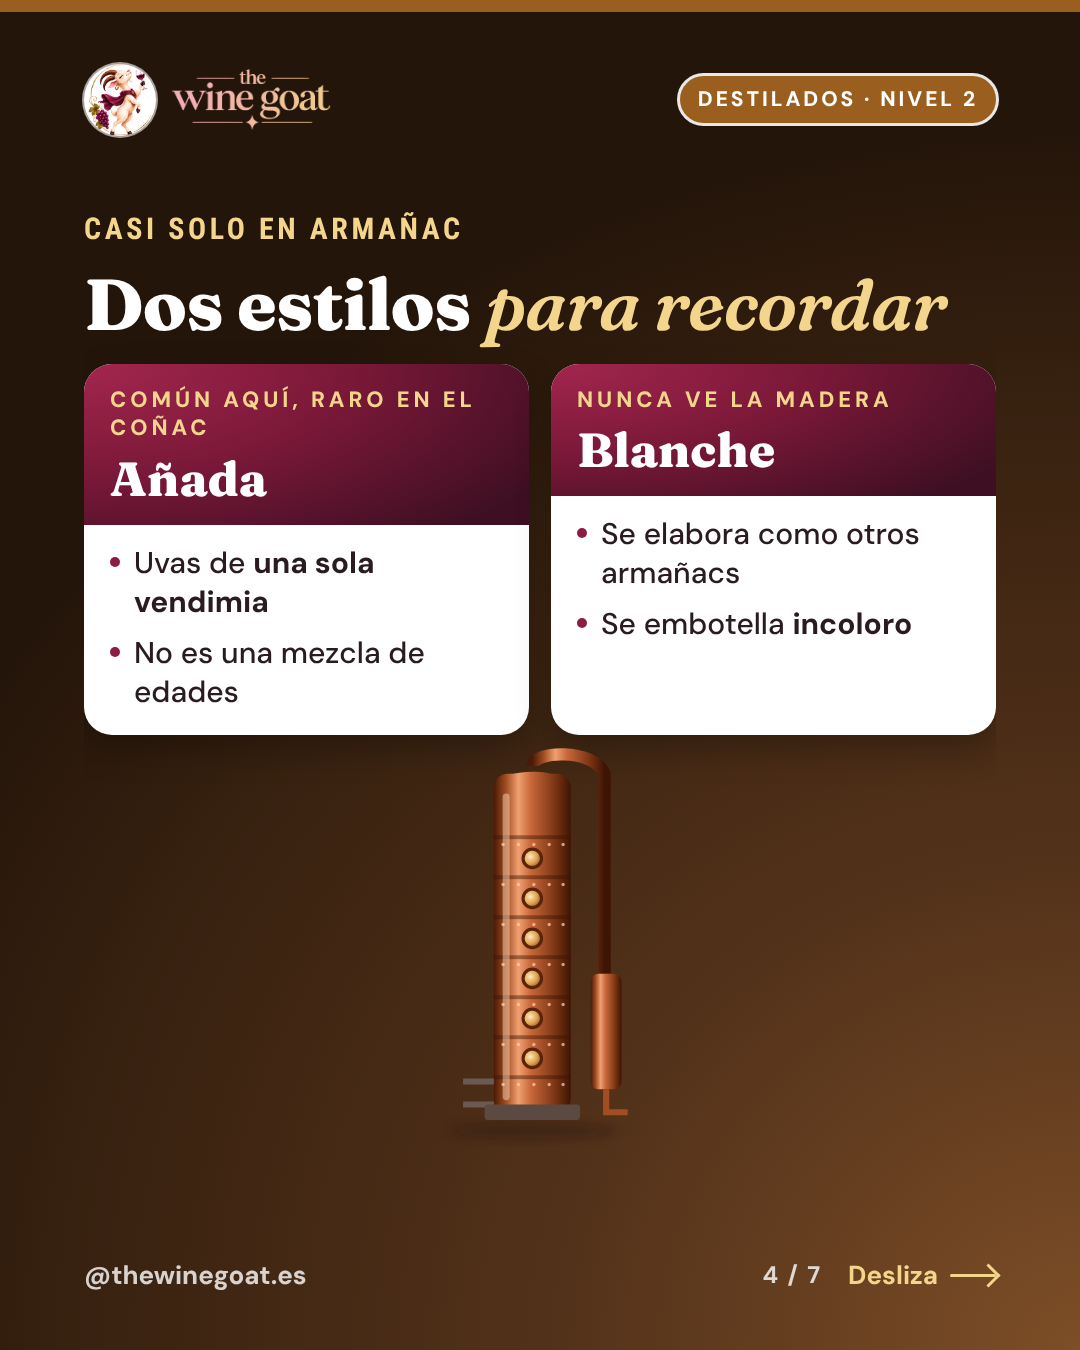 the
wine goat
DESTILADOS · NIVEL 2
CASI SOLO EN ARMAÑAC
Dos estilos para recordar
COMÚN AQUÍ, RARO EN EL
COÑAC
Añada
Uvas de una sola
vendimia
No es una mezcla de
edades
NUNCA VE LA MADERA
Blanche
Se elabora como otros
armañacs
Se embotella incoloro
@thewinegoat.es
4 / 7
Desliza